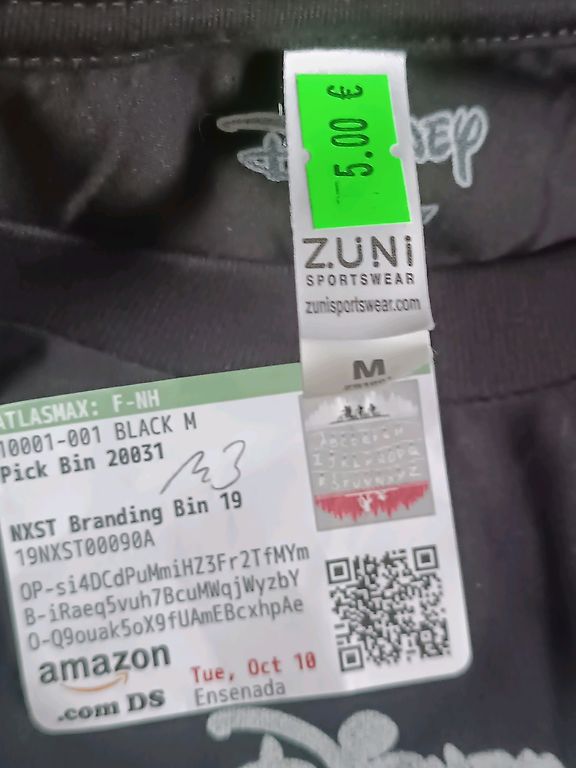 5.00 €
Disney
ZUNI
SPORTSWEAR
zunisportswear.com
M
ATLASMAX: F-NH
10001-001 BLACK M
Pick Bin 20031
NXST Branding Bin 19
19NXST00090A
OP-si4DCdPuMmiHZ3Fr2TfMYm
B-iRaeq5vuh7BcuMWqjWyzbY
O-Q9ouak5oX9fUAmEBcxhpAe
amazon
.com DS
Tue, Oct 10
Ensenada